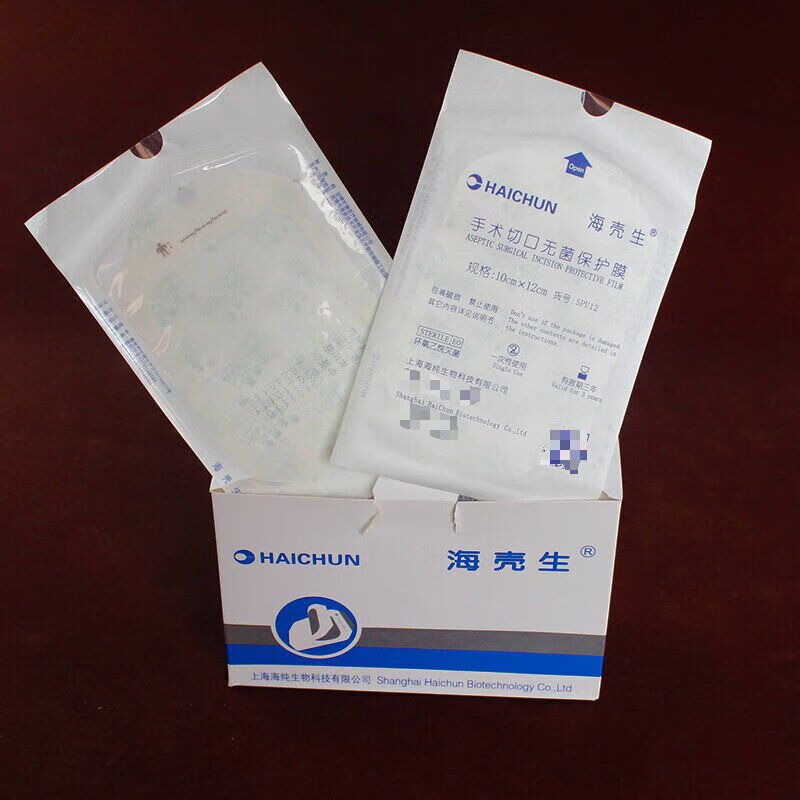 Open
HAICHUN 海壳生®
手术切口无菌保护膜
ASEPTIC SURGICAL INCISION PROTECTIVE FILM
规格:10cm×12cm 货号:SPU12
包装破损 禁止使用
其它内容详见说明书
Don't use if the package is damaged.
The other contents are detailed in
the instructions.
STERILE EO
环氧乙烷灭菌
2
一次性使用
Single Use
有效期三年
Valid for 3 years
上海海纯生物科技有限公司
Shanghai HaiChun Biotechnology Co.,Ltd
HAICHUN 海壳生®
上海海纯生物科技有限公司 Shanghai Haichun Biotechnology Co.,Ltd